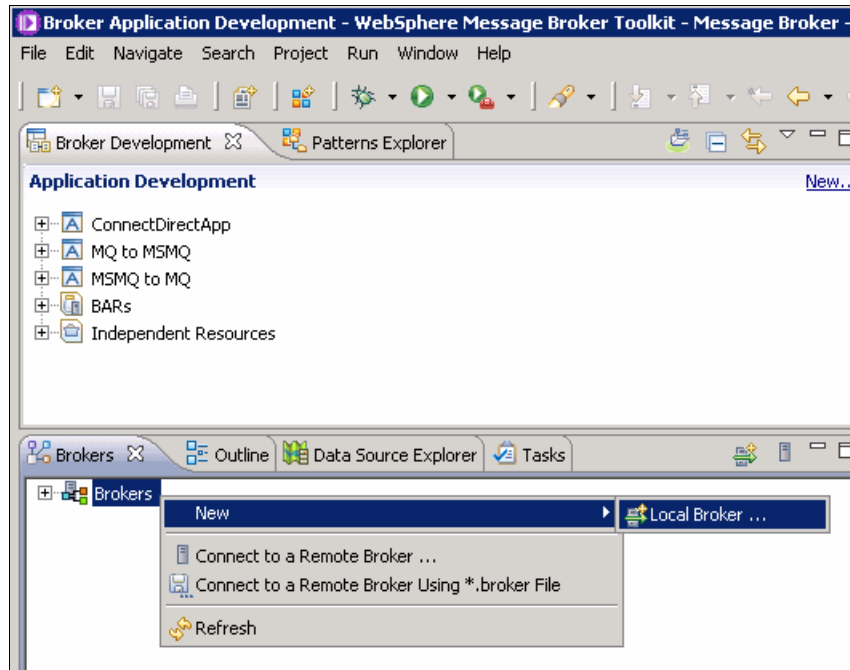 Broker Application Development - WebSphere Message Broker Toolkit - Message Broker -
File Edit Navigate Search Project Run Window Help
Broker Development Patterns Explorer
Application Development New..
ConnectDirectApp
MQ to MSMQ
MSMQ to MQ
BARs
Independent Resources
Brokers Outline Data Source Explorer Tasks
Brokers
New Local Broker ...
Connect to a Remote Broker ...
Connect to a Remote Broker Using *.broker File
Refresh